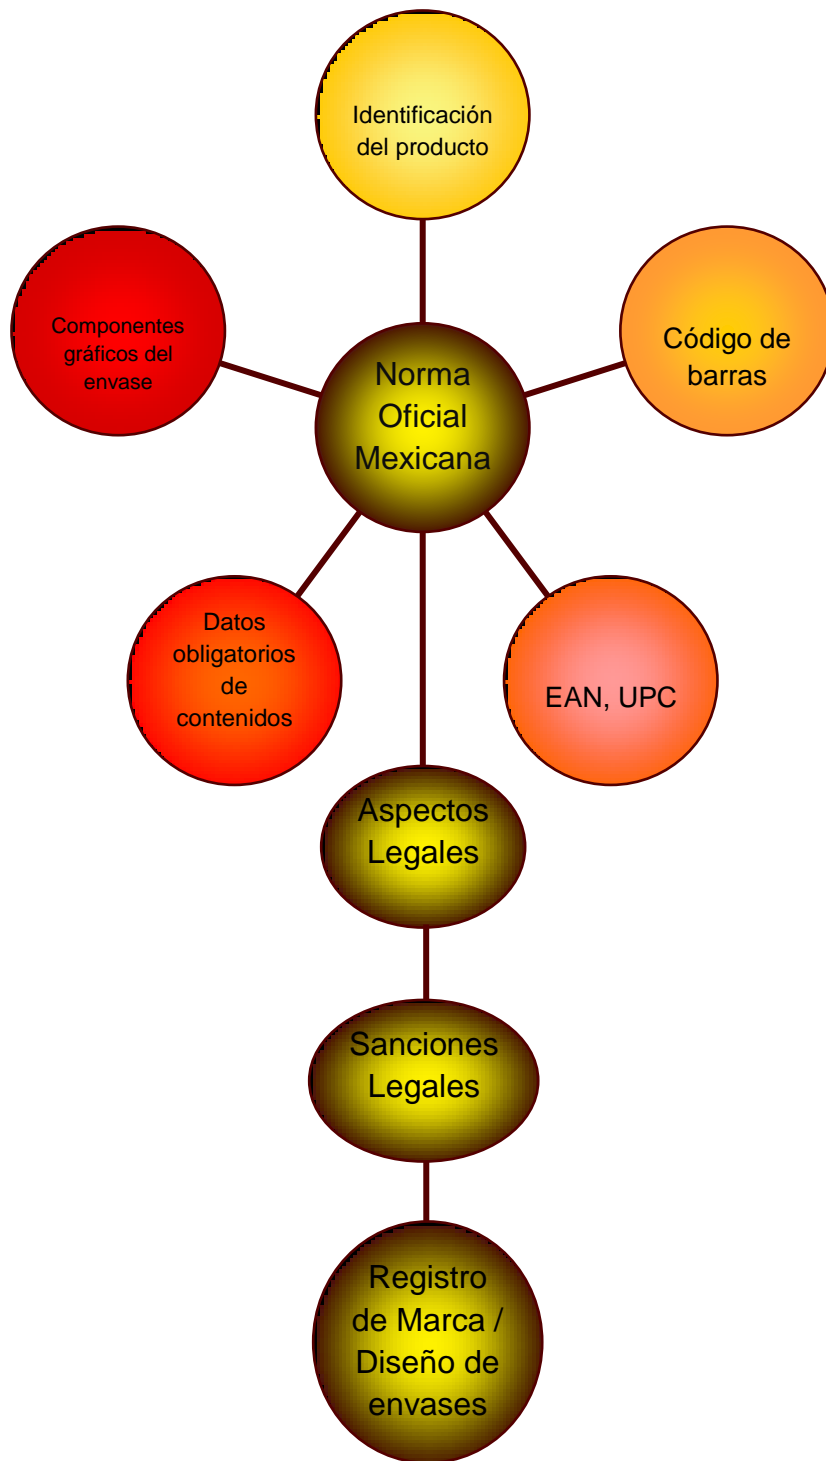 Identificación
del producto
Componentes
gráficos del
envase
Norma
Oficial
Mexicana
Código de
barras
Datos
obligatorios
de
contenidos
EAN, UPC
Aspectos
Legales
Sanciones
Legales
Registro
de Marca /
Diseño de
envases